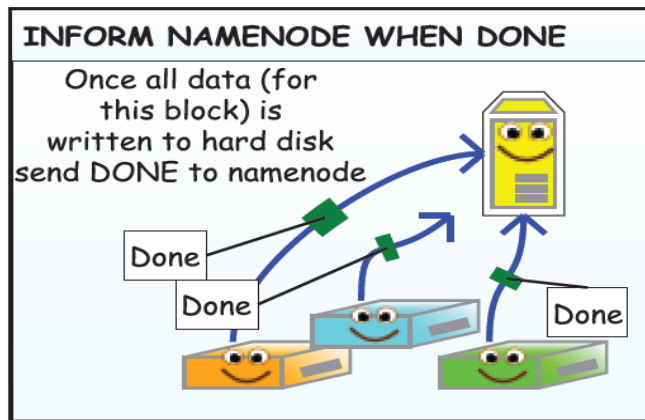 INFORM NAMENODE WHEN DONE
Once all data (for
this block) is
written to hard disk
send DONE to namenode
Done
Done
Done